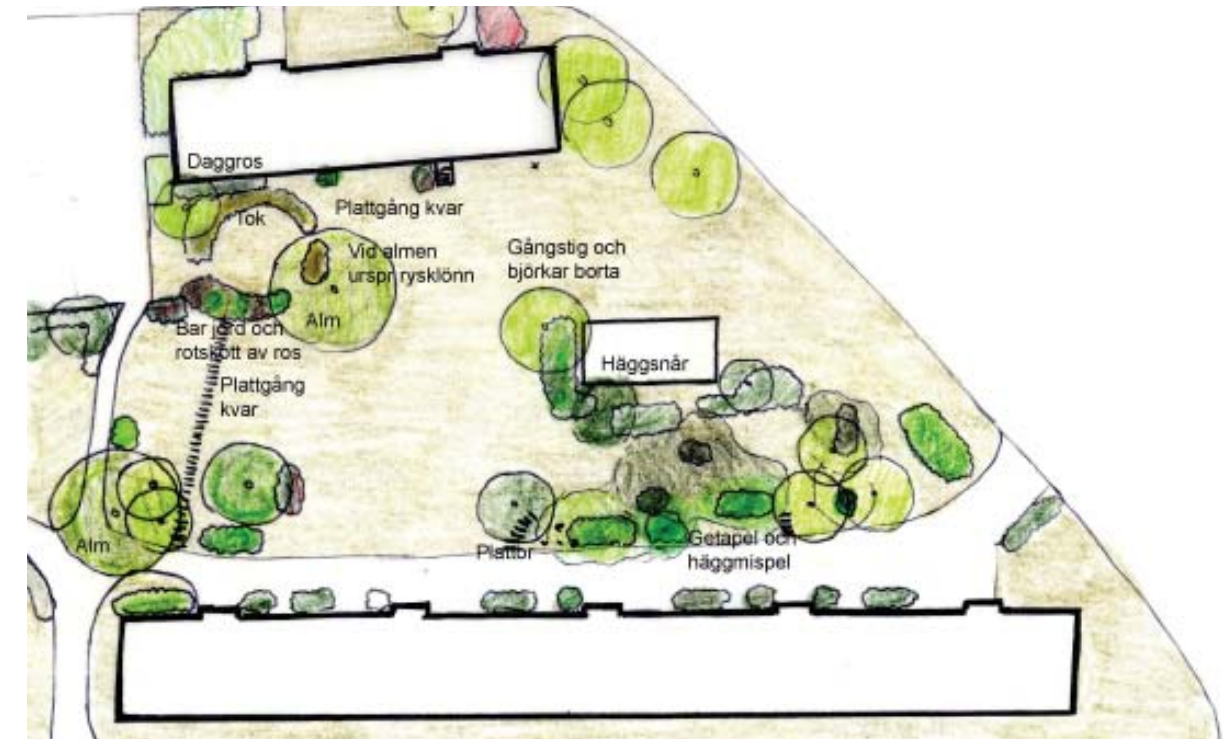 Daggros
Tok
Plattgång kvar
Vid almen
urspr rysklönn
Gångstig och
björkar borta
Alm
Bar jord och
rotskott av ros
Häggsnår
Plattgång
kvar
Alm
Plattor
Getapel och
häggmispel